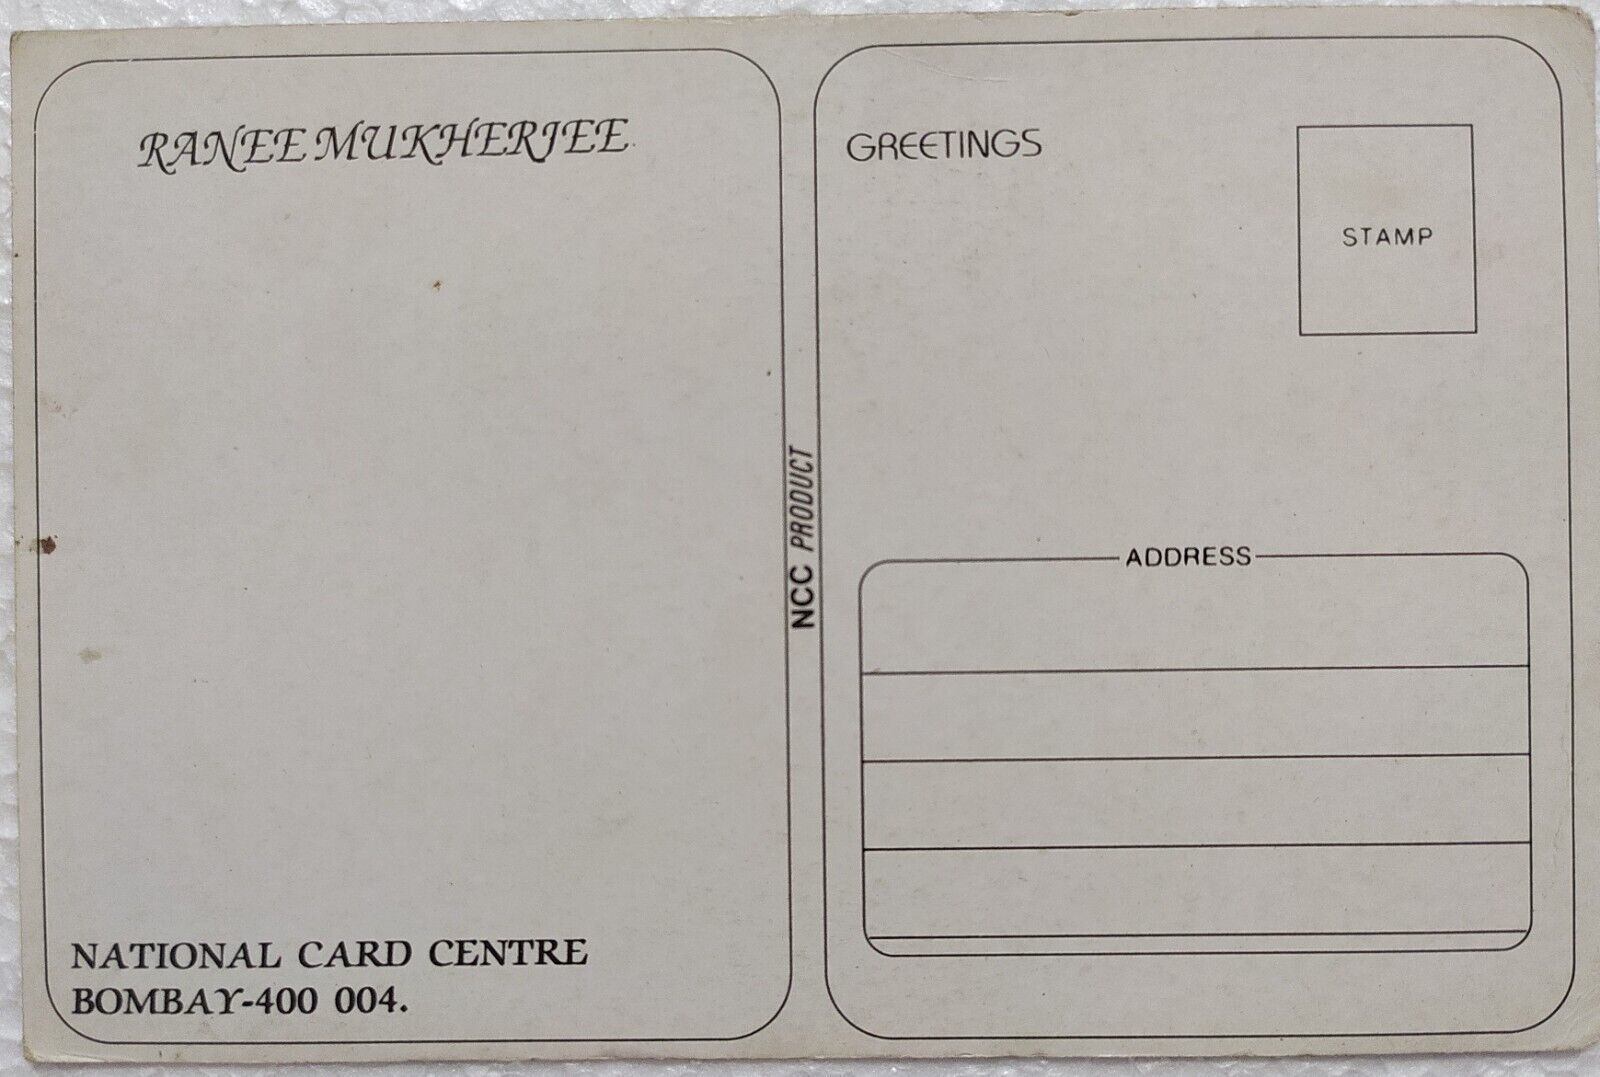 RANEE MUKHERJEE.
NATIONAL CARD CENTRE
BOMBAY-400 004.
NCC PRODUCT
GREETINGS
STAMP
ADDRESS